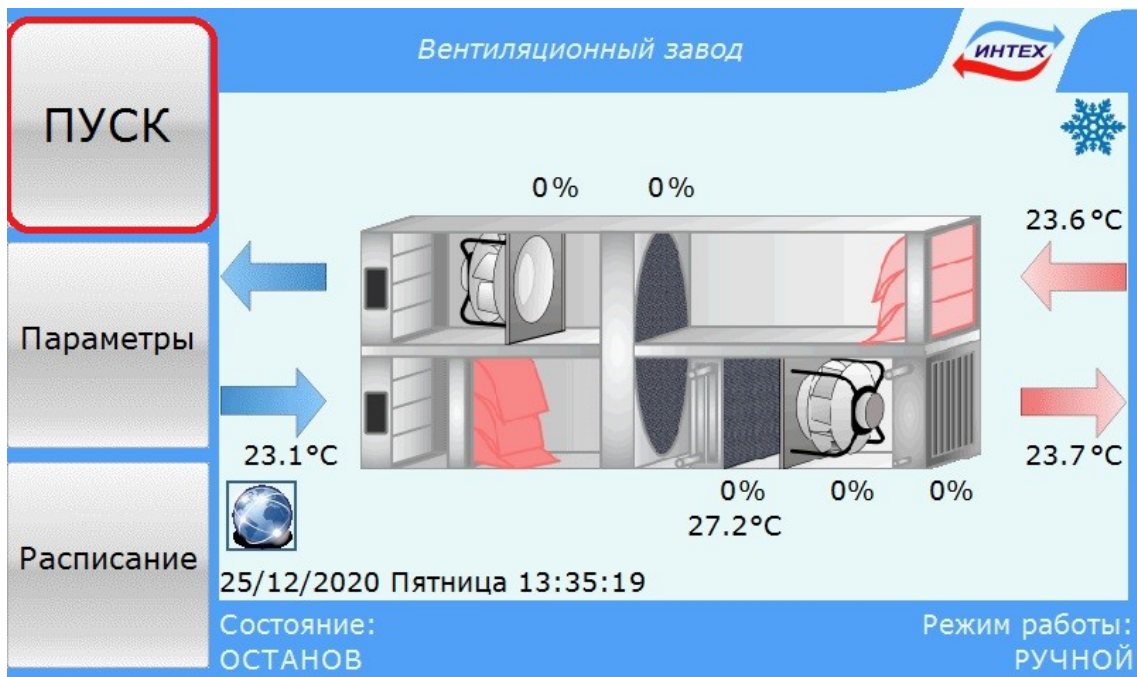 ПУСК
Параметры
Расписание
Вентиляционный завод
ИНТЕХ
0% 0%
23.6°C
23.1°C
23.7°C
0% 0% 0%
27.2°C
25/12/2020 Пятница 13:35:19
Состояние:
ОСТАНОВ
Режим работы:
РУЧНОЙ